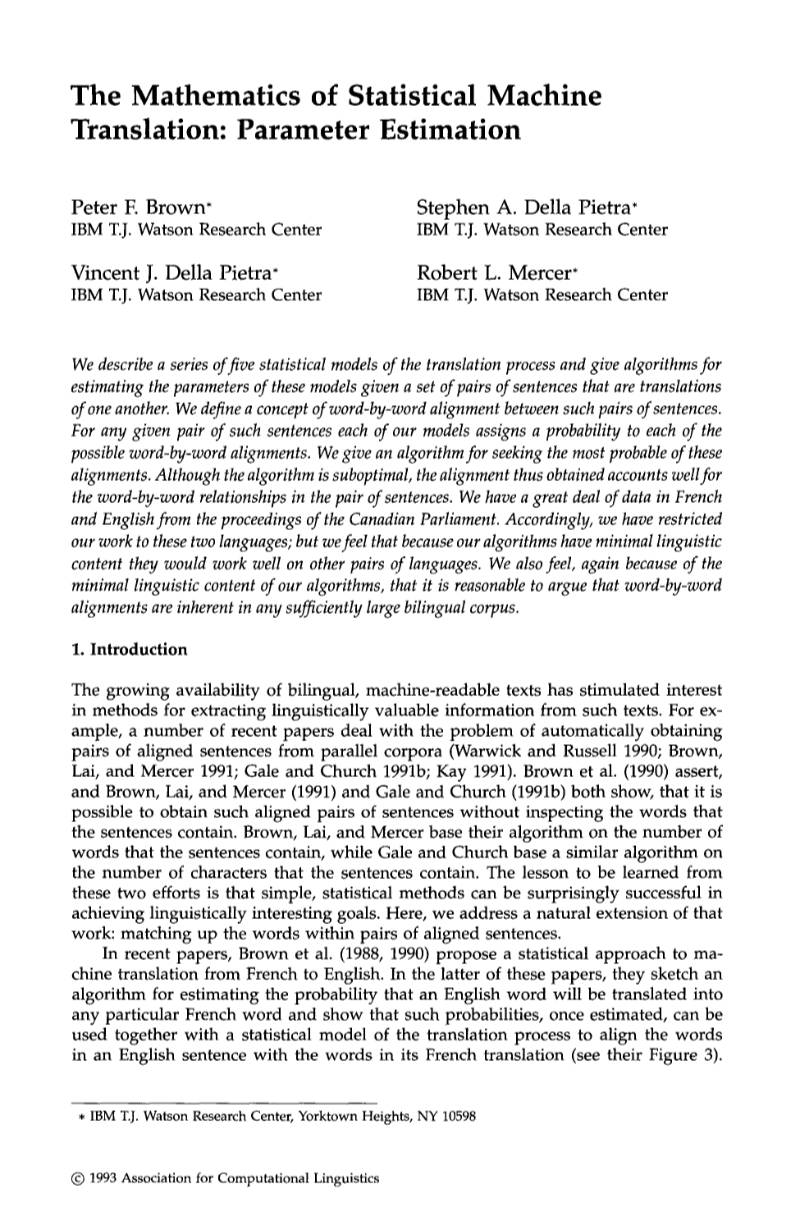 The Mathematics of Statistical Machine
Translation: Parameter Estimation
Peter F. Brown*
IBM T.J. Watson Research Center
Stephen A. Della Pietra*
IBM T.J. Watson Research Center
Vincent J. Della Pietra*
IBM T.J. Watson Research Center
Robert L. Mercer*
IBM T.J. Watson Research Center
We describe a series of five statistical models of the translation process and give algorithms for
estimating the parameters of these models given a set of pairs of sentences that are translations
of one another. We define a concept of word-by-word alignment between such pairs of sentences.
For any given pair of such sentences each of our models assigns a probability to each of the
possible word-by-word alignments. We give an algorithm for seeking the most probable of these
alignments. Although the algorithm is suboptimal, the alignment thus obtained accounts well for
the word-by-word relationships in the pair of sentences. We have a great deal of data in French
and English from the proceedings of the Canadian Parliament. Accordingly, we have restricted
our work to these two languages; but we feel that because our algorithms have minimal linguistic
content they would work well on other pairs of languages. We also feel, again because of the
minimal linguistic content of our algorithms, that it is reasonable to argue that word-by-word
alignments are inherent in any sufficiently large bilingual corpus.
1. Introduction
The growing availability of bilingual, machine-readable texts has stimulated interest
in methods for extracting linguistically valuable information from such texts. For ex-
ample, a number of recent papers deal with the problem of automatically obtaining
pairs of aligned sentences from parallel corpora (Warwick and Russell 1990; Brown,
Lai, and Mercer 1991; Gale and Church 1991b; Kay 1991). Brown et al. (1990) assert,
and Brown, Lai, and Mercer (1991) and Gale and Church (1991b) both show, that it is
possible to obtain such aligned pairs of sentences without inspecting the words that
the sentences contain. Brown, Lai, and Mercer base their algorithm on the number of
words that the sentences contain, while Gale and Church base a similar algorithm on
the number of characters that the sentences contain. The lesson to be learned from
these two efforts is that simple, statistical methods can be surprisingly successful in
achieving linguistically interesting goals. Here, we address a natural extension of that
work: matching up the words within pairs of aligned sentences.
In recent papers, Brown et al. (1988, 1990) propose a statistical approach to ma-
chine translation from French to English. In the latter of these papers, they sketch an
algorithm for estimating the probability that an English word will be translated into
any particular French word and show that such probabilities, once estimated, can be
used together with a statistical model of the translation process to align the words
in an English sentence with the words in its French translation (see their Figure 3).
* IBM T.J. Watson Research Center, Yorktown Heights, NY 10598
© 1993 Association for Computational Linguistics